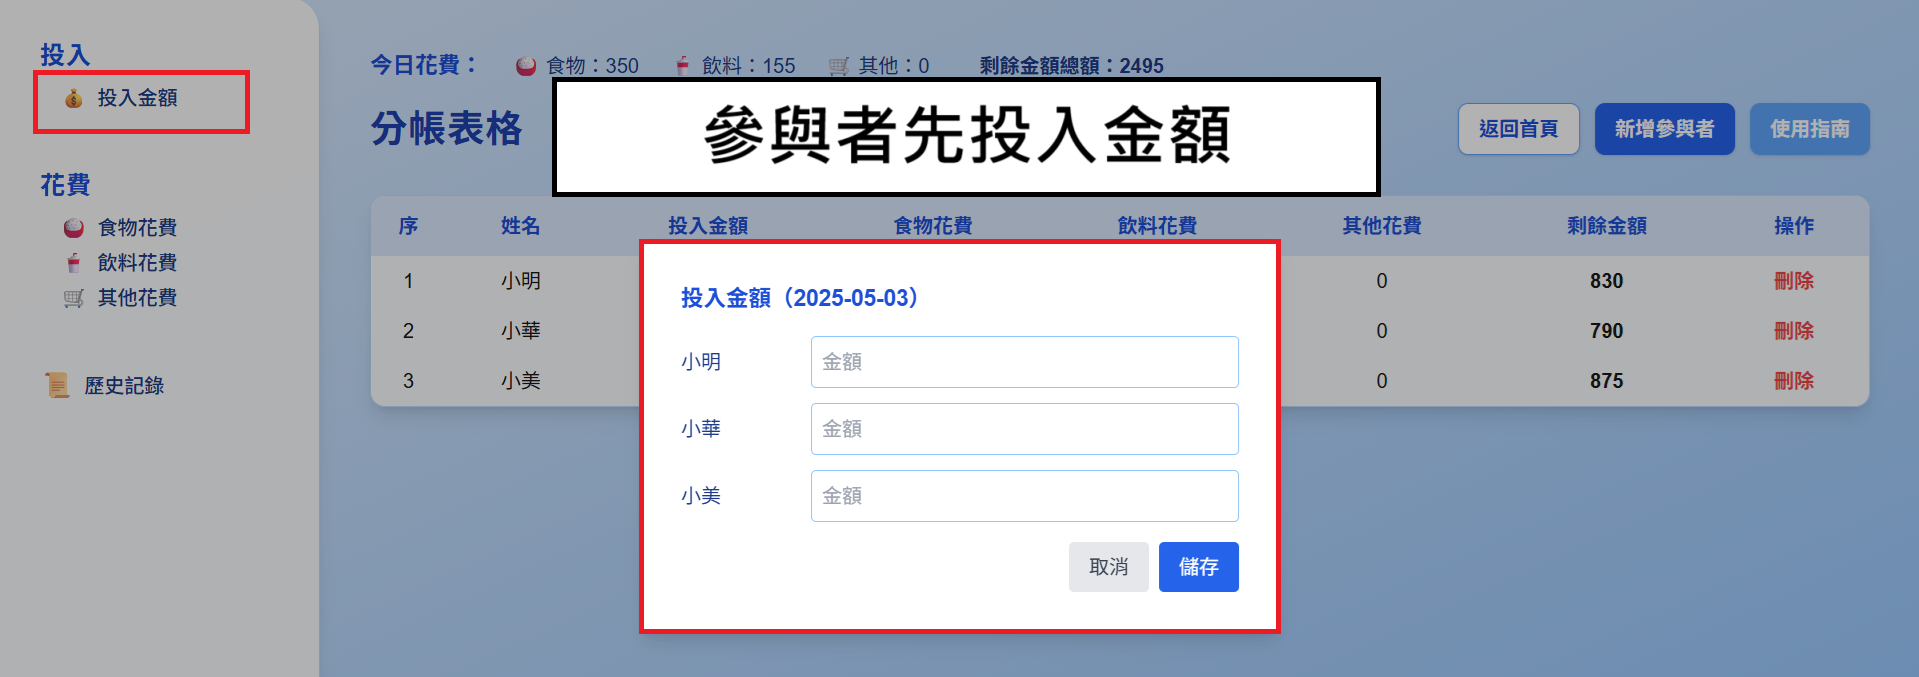 投入
投入金額
花費
食物花費
飲料花費
其他花費
歷史記錄
今日花費： 食物：350 飲料：155 其他：0 剩餘金額總額：2495
分帳表格
參與者先投入金額
返回首頁 新增參與者 使用指南
序 姓名 投入金額 食物花費 飲料花費 其他花費 剩餘金額 操作
1 小明 0 830 刪除
2 小華 0 790 刪除
3 小美 0 875 刪除
投入金額（2025-05-03）
小明 金額
小華 金額
小美 金額
取消 儲存